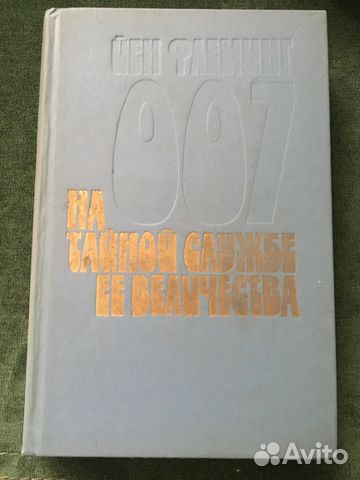 ЙЕН ФЛЕМИНГ
007
НА
ТАЙНОЙ СЛУЖБЕ
ЕЕ ВЕЛИЧЕСТВА
Avito